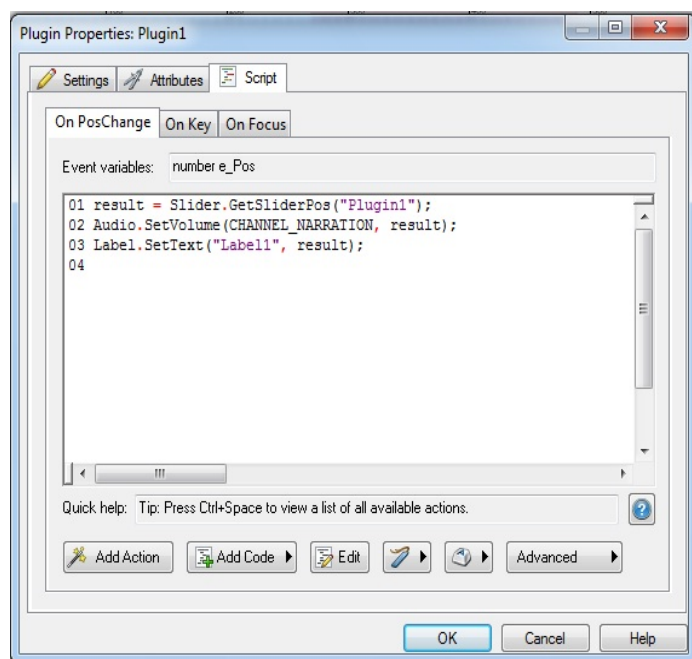 Plugin Properties: Plugin1
Settings Attributes Script
On PosChange On Key On Focus
Event variables: number e_Pos
01 result = Slider.GetSliderPos("Plugin1");
02 Audio.SetVolume(CHANNEL_NARRATION, result);
03 Label.SetText("Label1", result);
04
Quick help: Tip: Press Ctrl+Space to view a list of all available actions.
Add Action Add Code Edit Advanced
OK Cancel Help